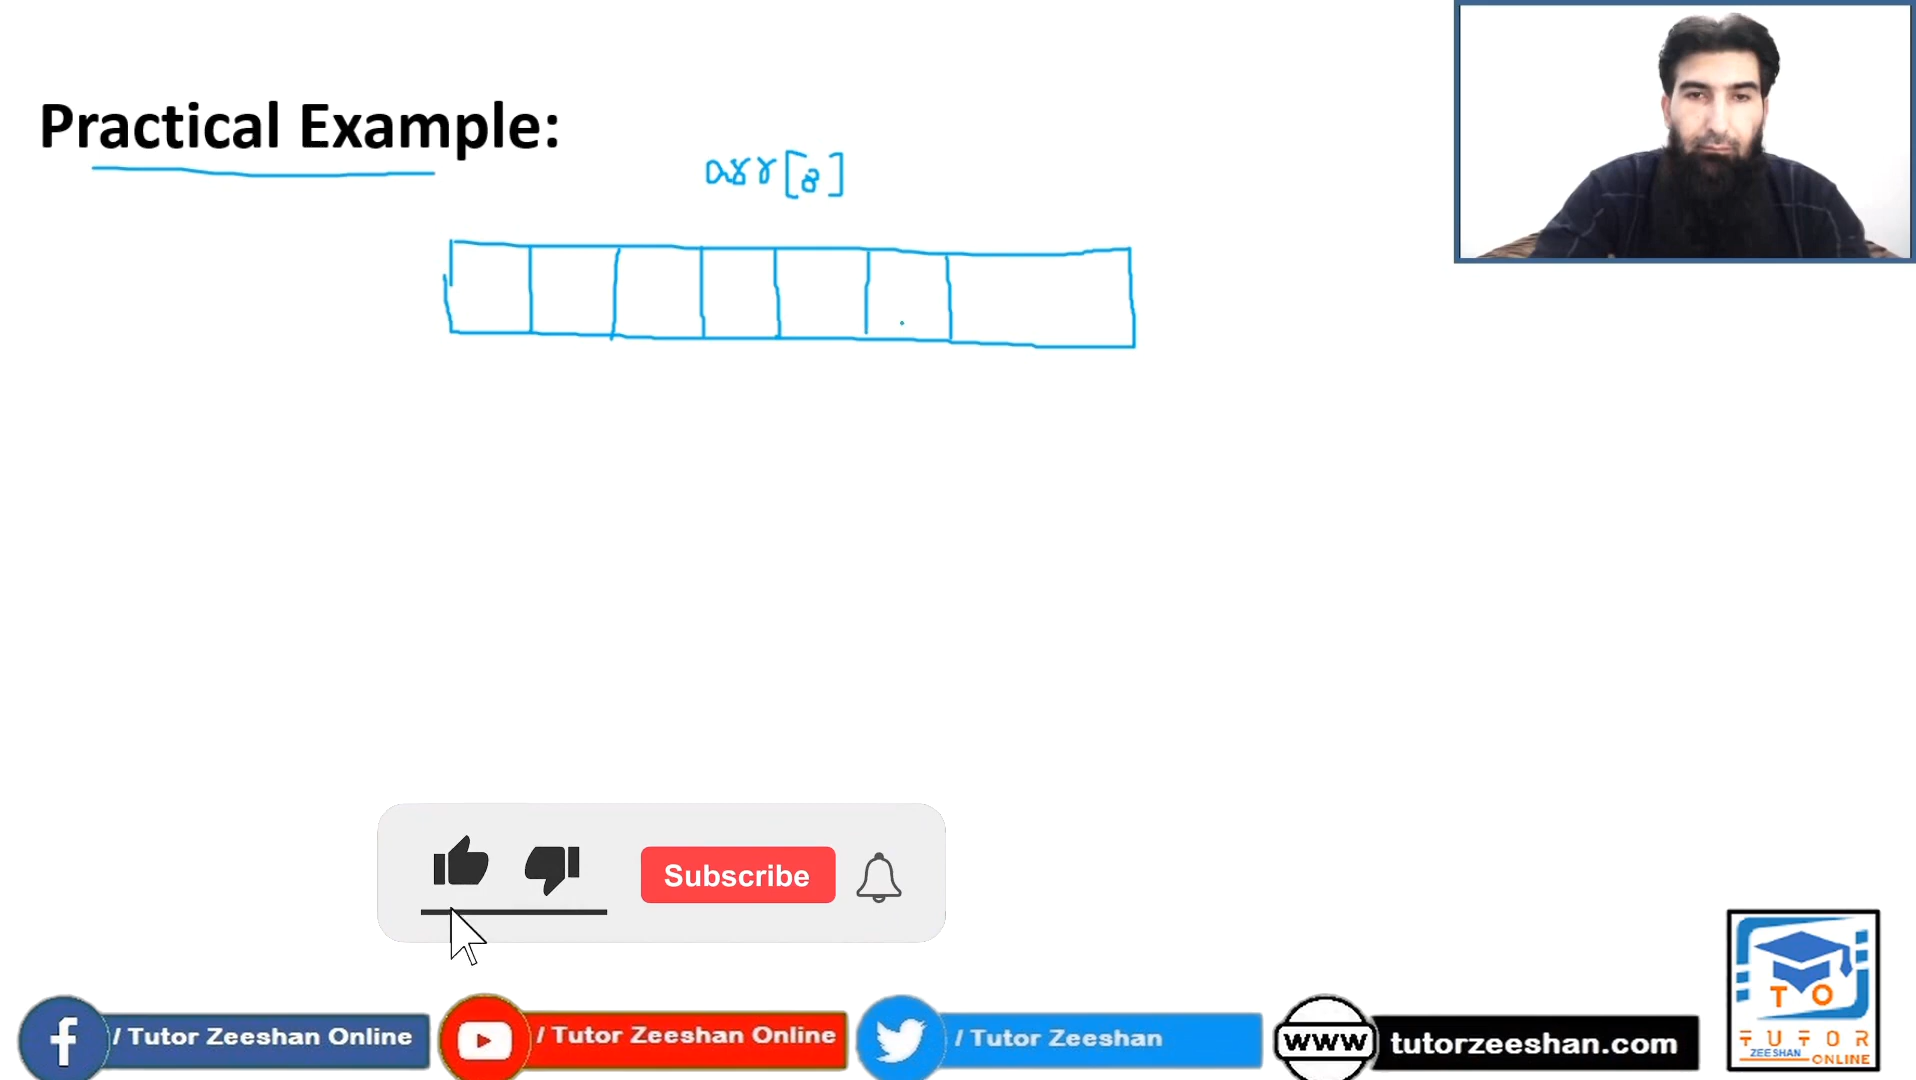 Practical Example:
arr[8]
Subscribe
/ Tutor Zeeshan Online
/ Tutor Zeeshan Online
/ Tutor Zeeshan
www
tutorzeeshan.com
TO
TUTOR
ZEESHAN ONLINE